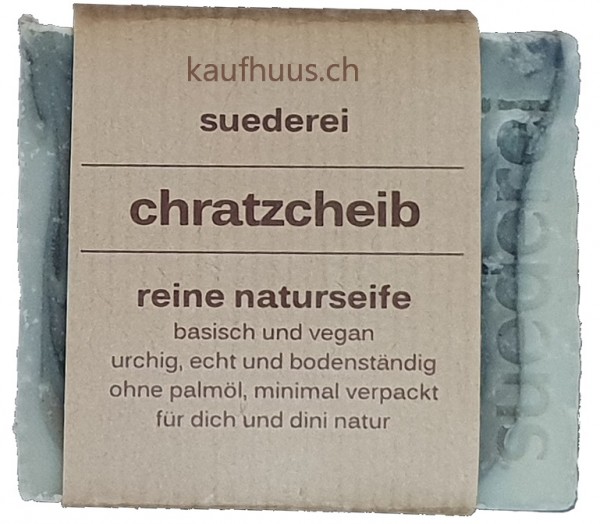 kaufhuus.ch
suederei
chratzcheib
reine naturseife
basisch und vegan
urchig, echt und bodenständig
ohne palmöl, minimal verpackt
für dich und dini natur
suederei